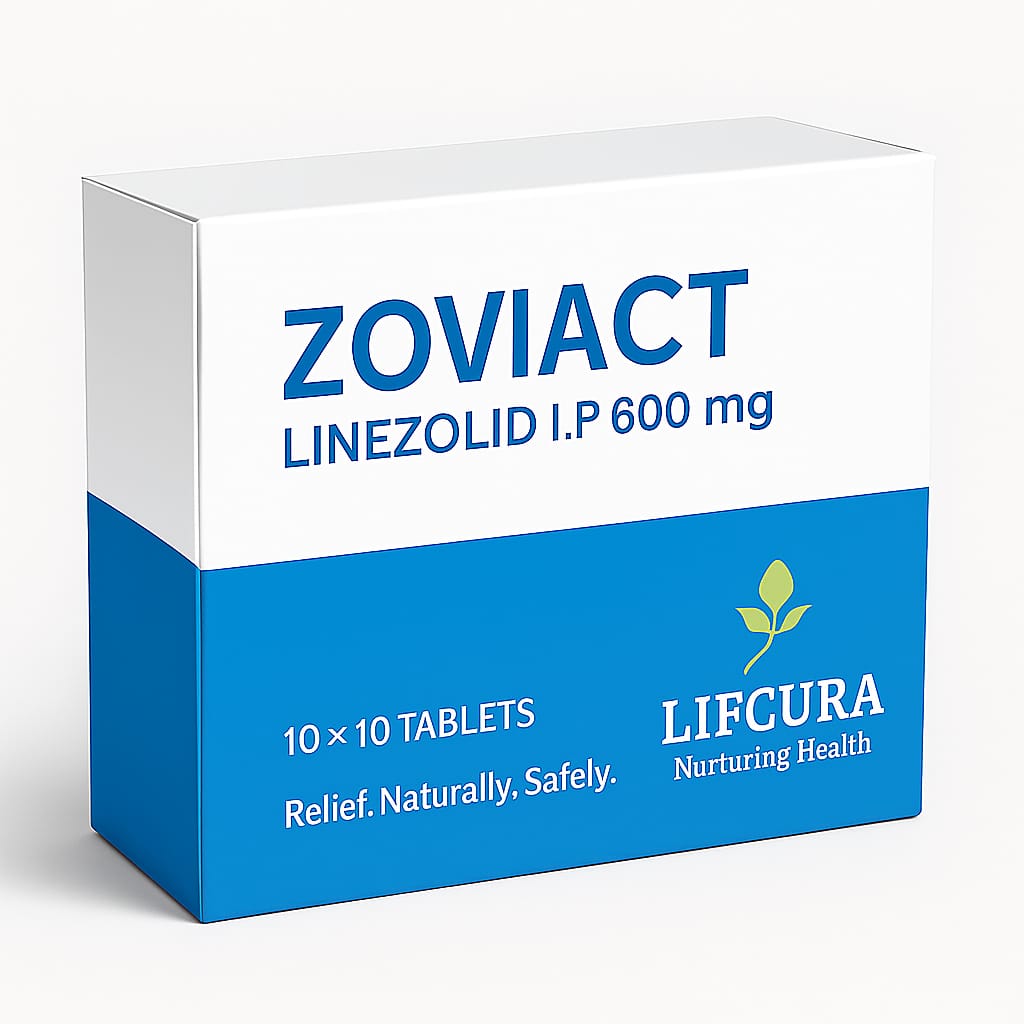 ZOVIACT
LINEZOLID I.P 600 mg
10 × 10 TABLETS
Relief. Naturally, Safely.
LIFCURA
Nurturing Health